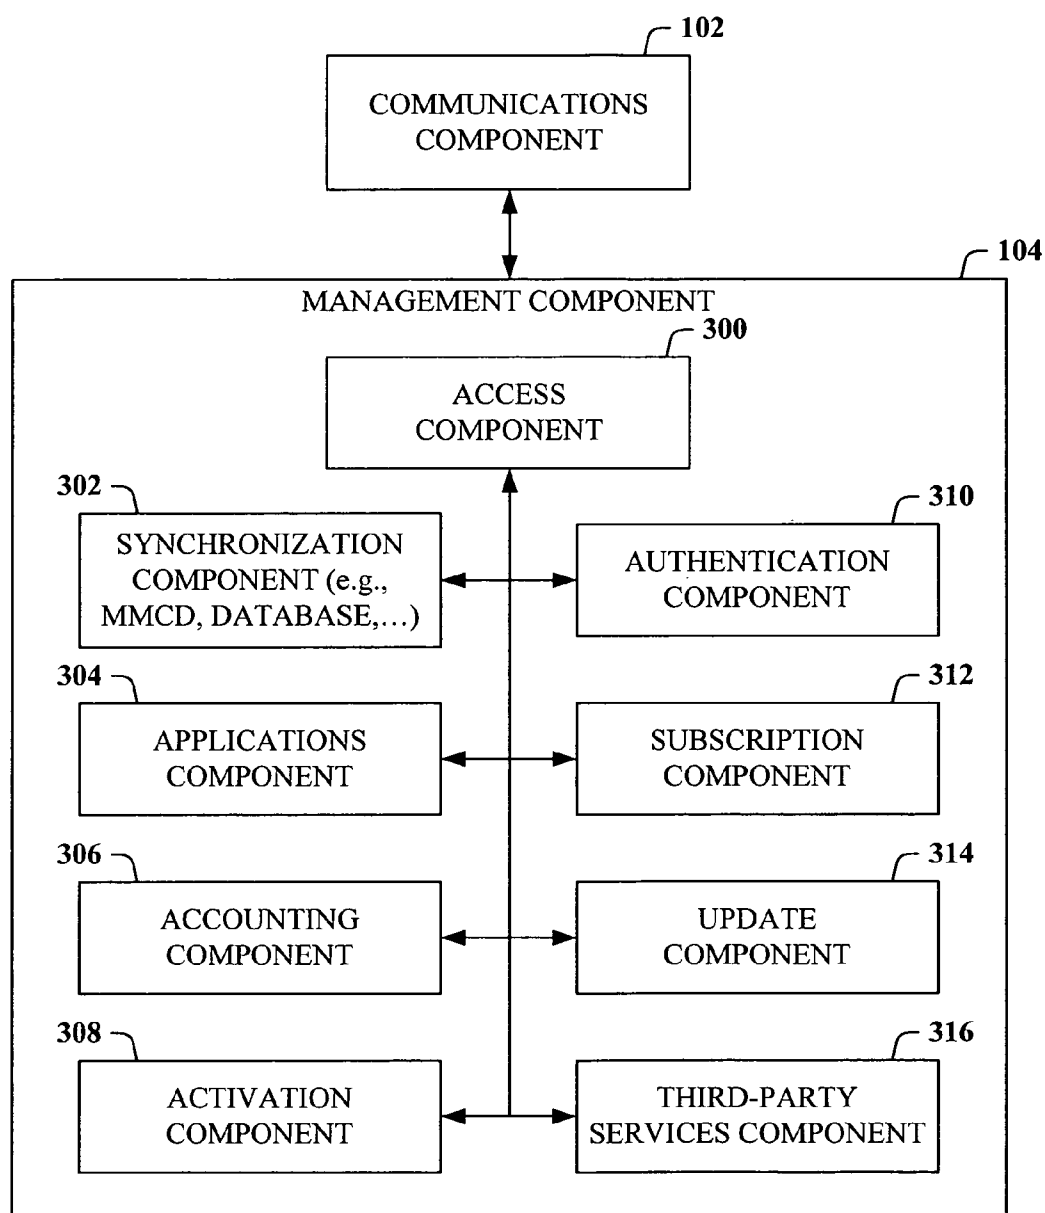 102
COMMUNICATIONS
COMPONENT
104
MANAGEMENT COMPONENT
300
ACCESS
COMPONENT
302
SYNCHRONIZATION
COMPONENT (e.g.,
MMCD, DATABASE,...)
310
AUTHENTICATION
COMPONENT
304
APPLICATIONS
COMPONENT
312
SUBSCRIPTION
COMPONENT
306
ACCOUNTING
COMPONENT
314
UPDATE
COMPONENT
308
ACTIVATION
COMPONENT
316
THIRD-PARTY
SERVICES COMPONENT